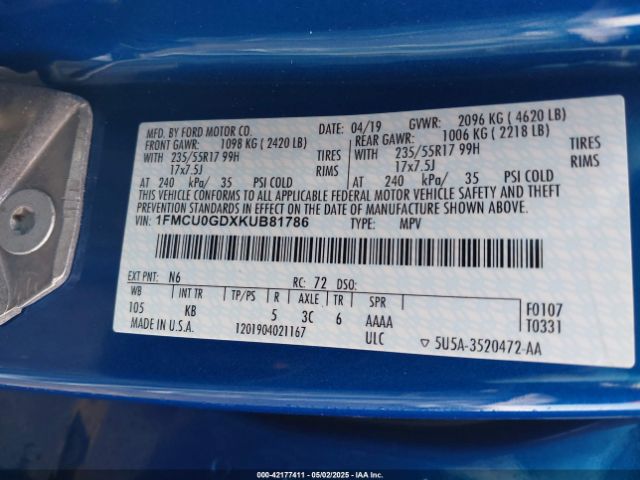 MFD. BY FORD MOTOR CO. DATE: 04/19 GVWR: 2096 KG ( 4620 LB)
FRONT GAWR: 1098 KG ( 2420 LB) REAR GAWR: 1006 KG ( 2218 LB)
WITH 235/55R17 99H TIRES WITH 235/55R17 99H TIRES
17x7.5J RIMS 17x7.5J RIMS
AT 240 kPa/ 35 PSI COLD AT 240 kPa/ 35 PSI COLD
THIS VEHICLE CONFORMS TO ALL APPLICABLE FEDERAL MOTOR VEHICLE SAFETY AND THEFT
PREVENTION STANDARDS IN EFFECT ON THE DATE OF MANUFACTURE SHOWN ABOVE.
VIN: 1FMCU0GDXKUB81786 TYPE: MPV
EXT PNT: N6 RC: 72 DSO:
WB INT TR TP/PS R AXLE TR SPR F0107
105 KB 5 3C 6 AAAA T0331
MADE IN U.S.A. 1201904021167 ULC ▽ 5U5A-3520472-AA
000-42177411 - 05/02/2025 - IAAI.com